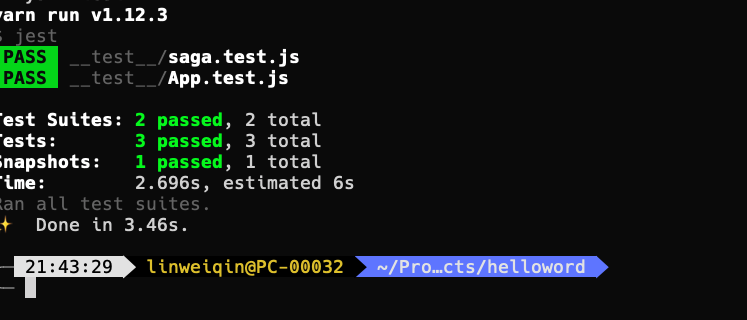 yarn run v1.12.3
$ jest
PASS __test__/saga.test.js
PASS __test__/App.test.js
Test Suites: 2 passed, 2 total
Tests: 3 passed, 3 total
Snapshots: 1 passed, 1 total
Time: 2.696s, estimated 6s
Ran all test suites.
✨ Done in 3.46s.
21:43:29 linweiqin@PC-00032 ~/Pro…cts/helloword